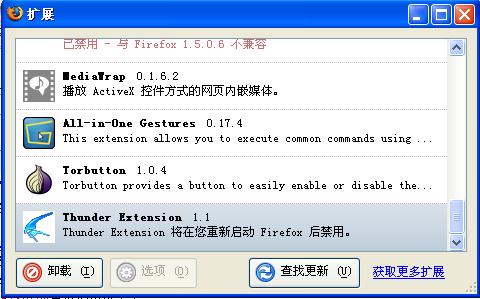 扩展
已禁用 - 与 Firefox 1.5.0.6 不兼容
MediaWrap 0.1.6.2
播放 ActiveX 控件方式的网页内嵌媒体。
All-in-One Gestures 0.17.4
This extension allows you to execute common commands using ...
Torbutton 1.0.4
Torbutton provides a button to easily enable or disable the...
Thunder Extension 1.1
Thunder Extension 将在您重新启动 Firefox 后禁用。
卸载 (I) 选项 (O) 查找更新 (U) 获取更多扩展